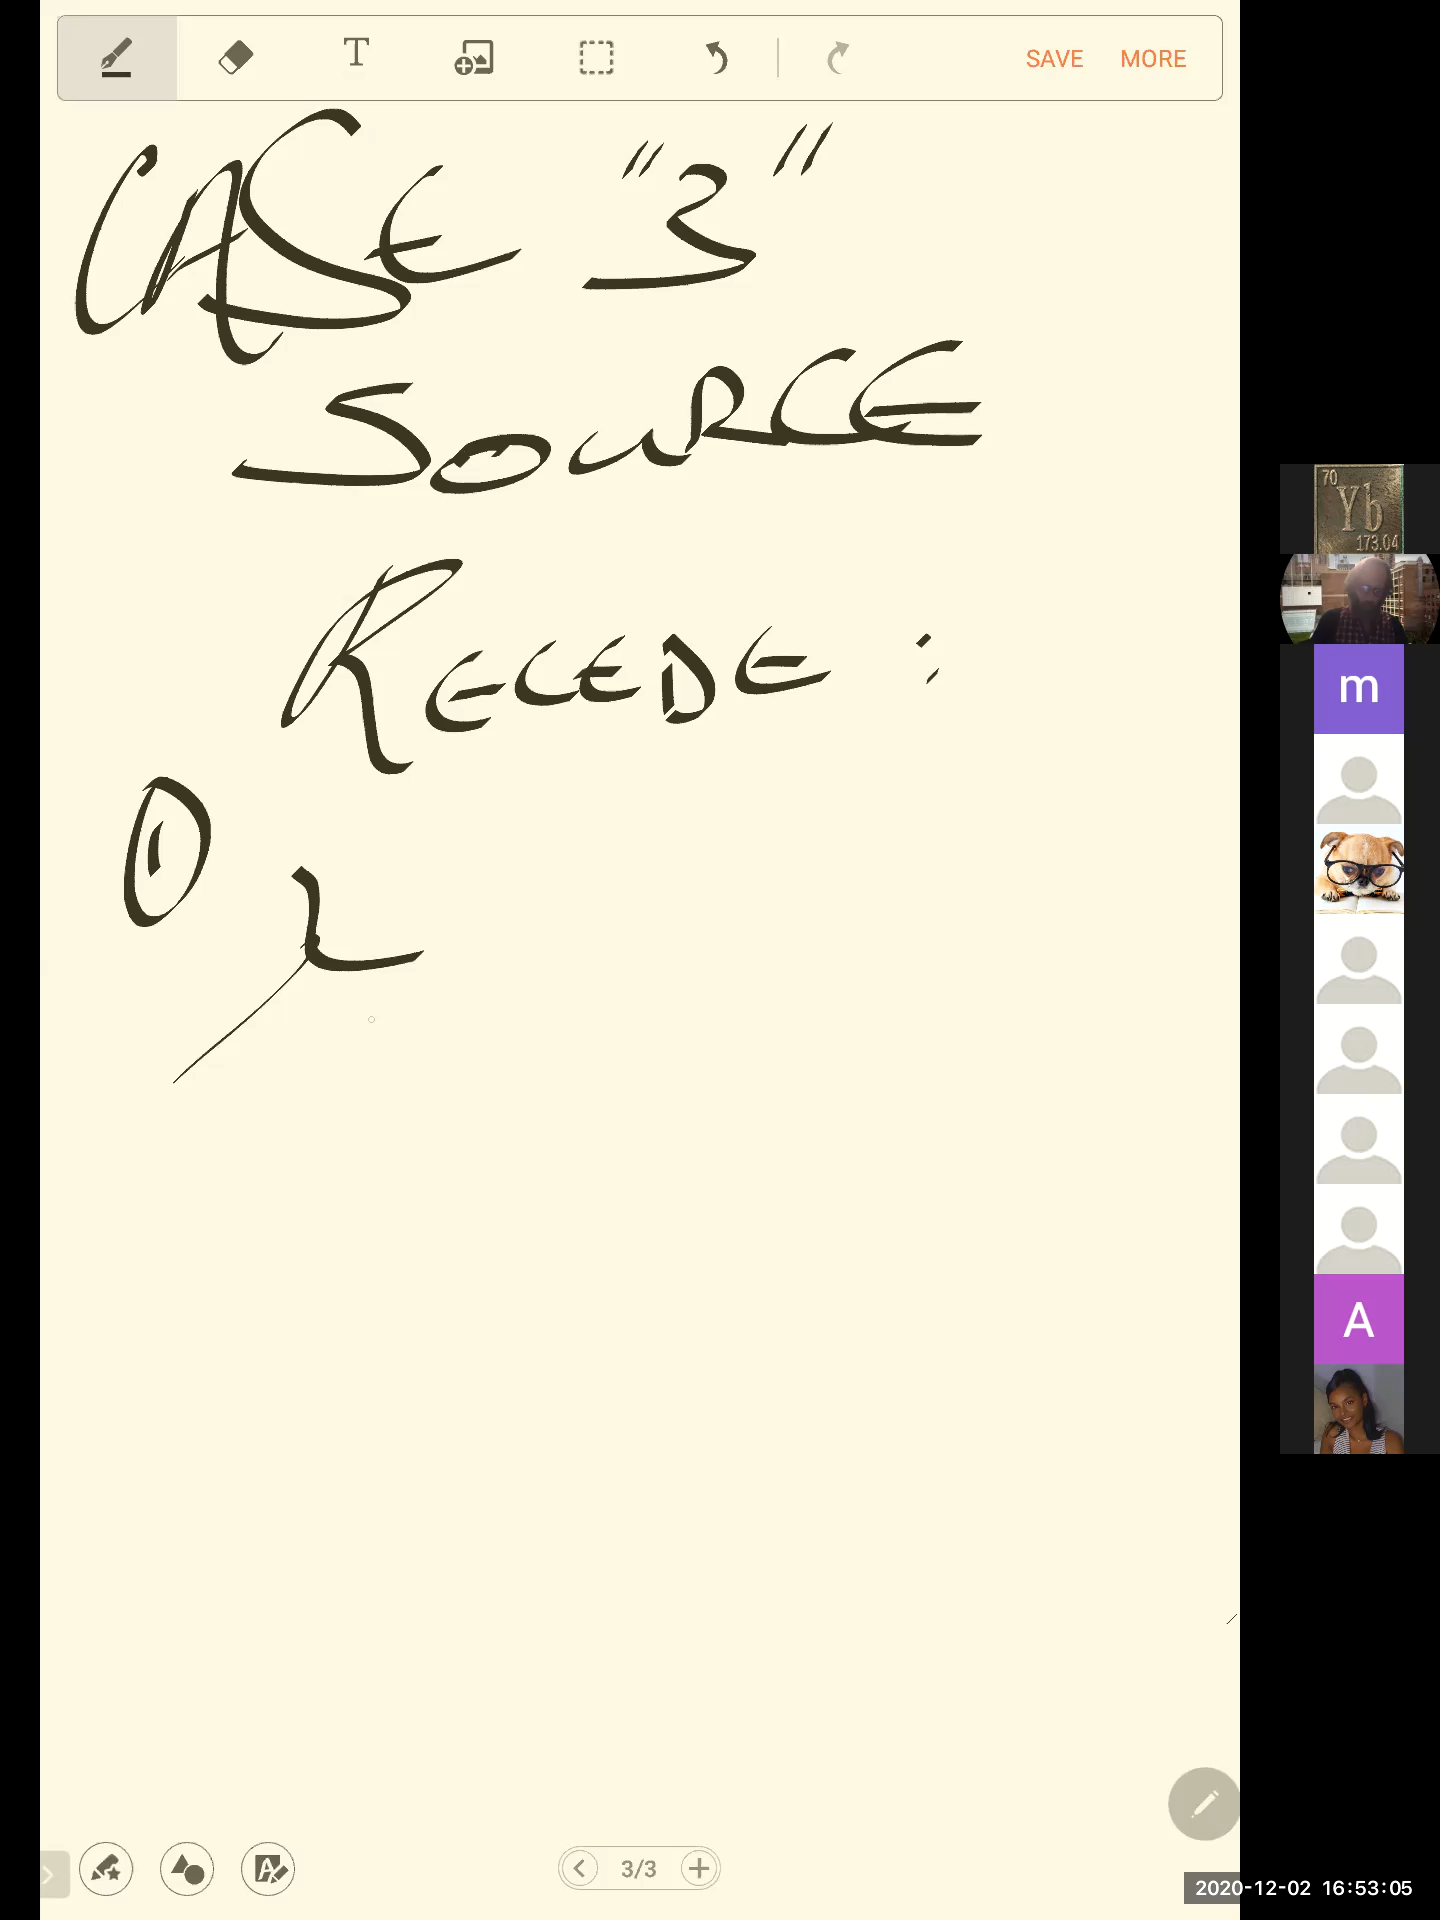 T SAVE MORE
CASE "3"
SOURCE
RECEDE :
① λ
70
Yb
173.04
m
A
3/3
2020-12-02 16:53:05